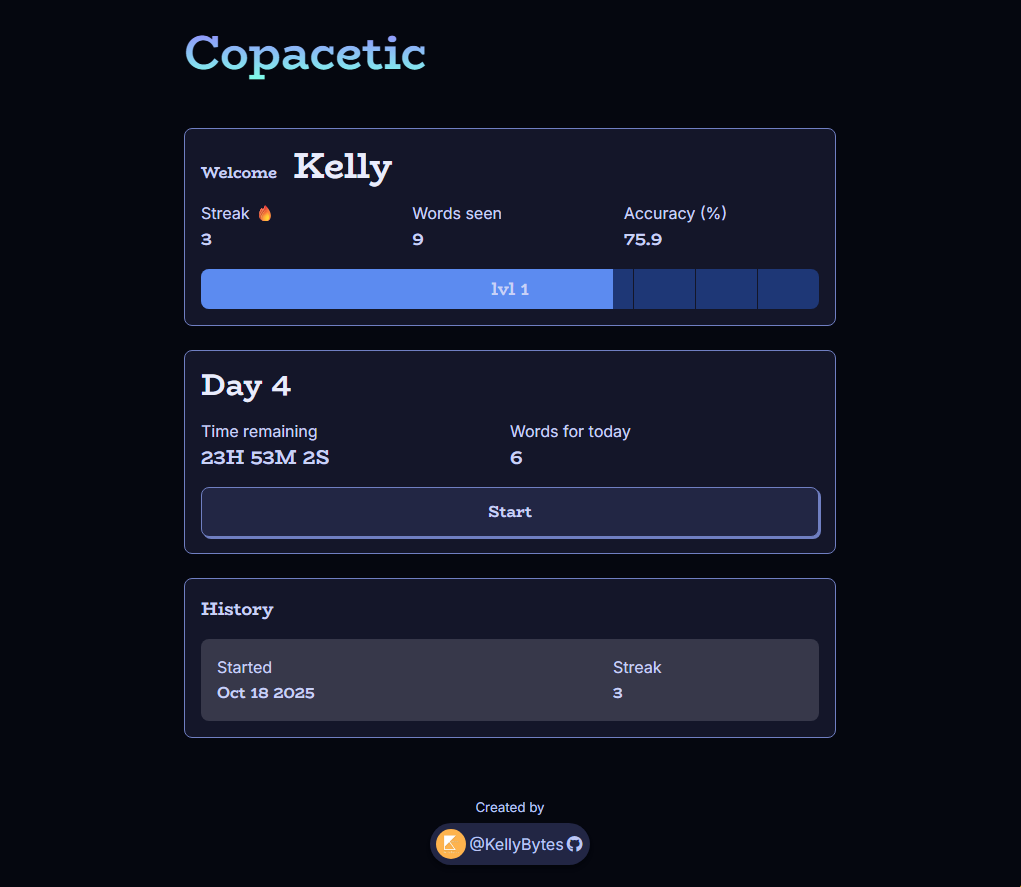 Copacetic
Welcome Kelly
Streak 🔥 Words seen Accuracy (%)
3 9 75.9
lvl 1
Day 4
Time remaining Words for today
23H 53M 2S 6
Start
History
Started Streak
Oct 18 2025 3
Created by
@KellyBytes